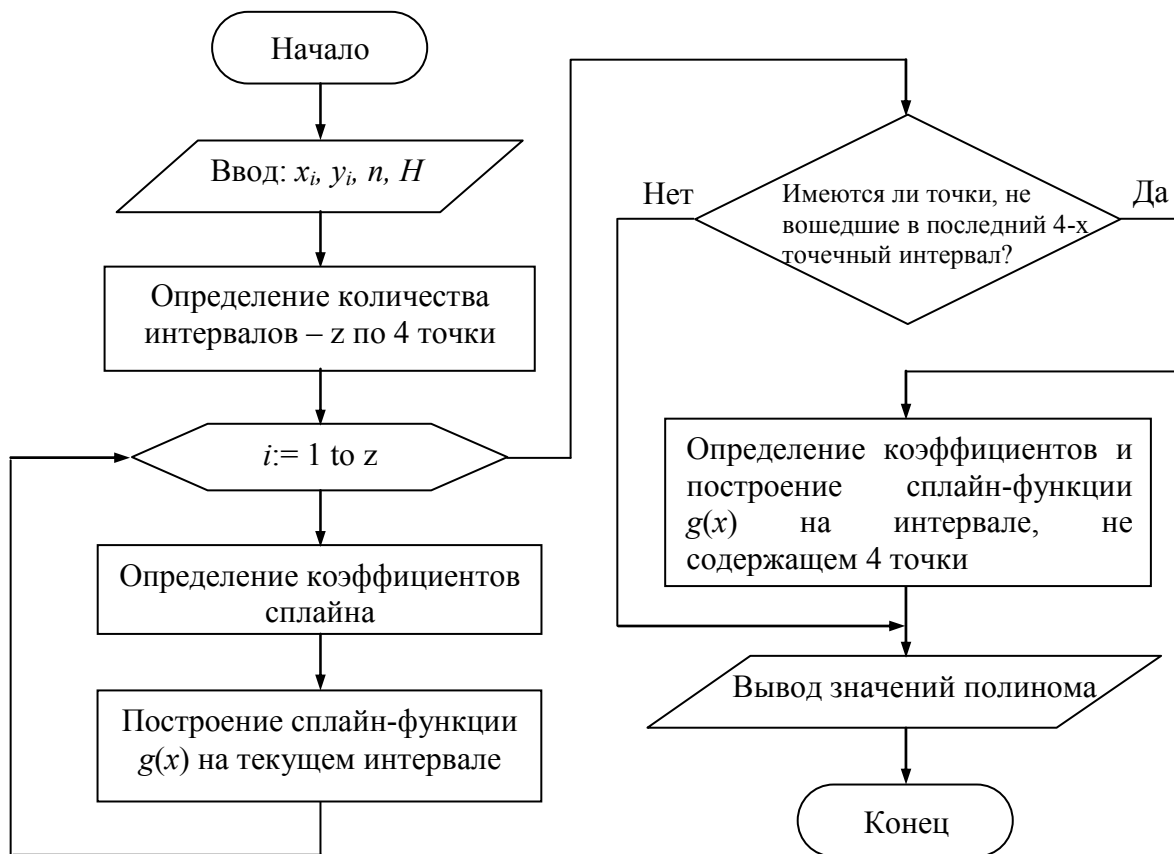 Начало
Ввод: xᵢ, yᵢ, n, H
Определение количества
интервалов – z по 4 точки
i:= 1 to z
Определение коэффициентов
сплайна
Построение сплайн-функции
g(x) на текущем интервале
Нет
Имеются ли точки, не
вошедшие в последний 4-х
точечный интервал?
Да
Определение коэффициентов и
построение сплайн-функции
g(x) на интервале, не
содержащем 4 точки
Вывод значений полинома
Конец